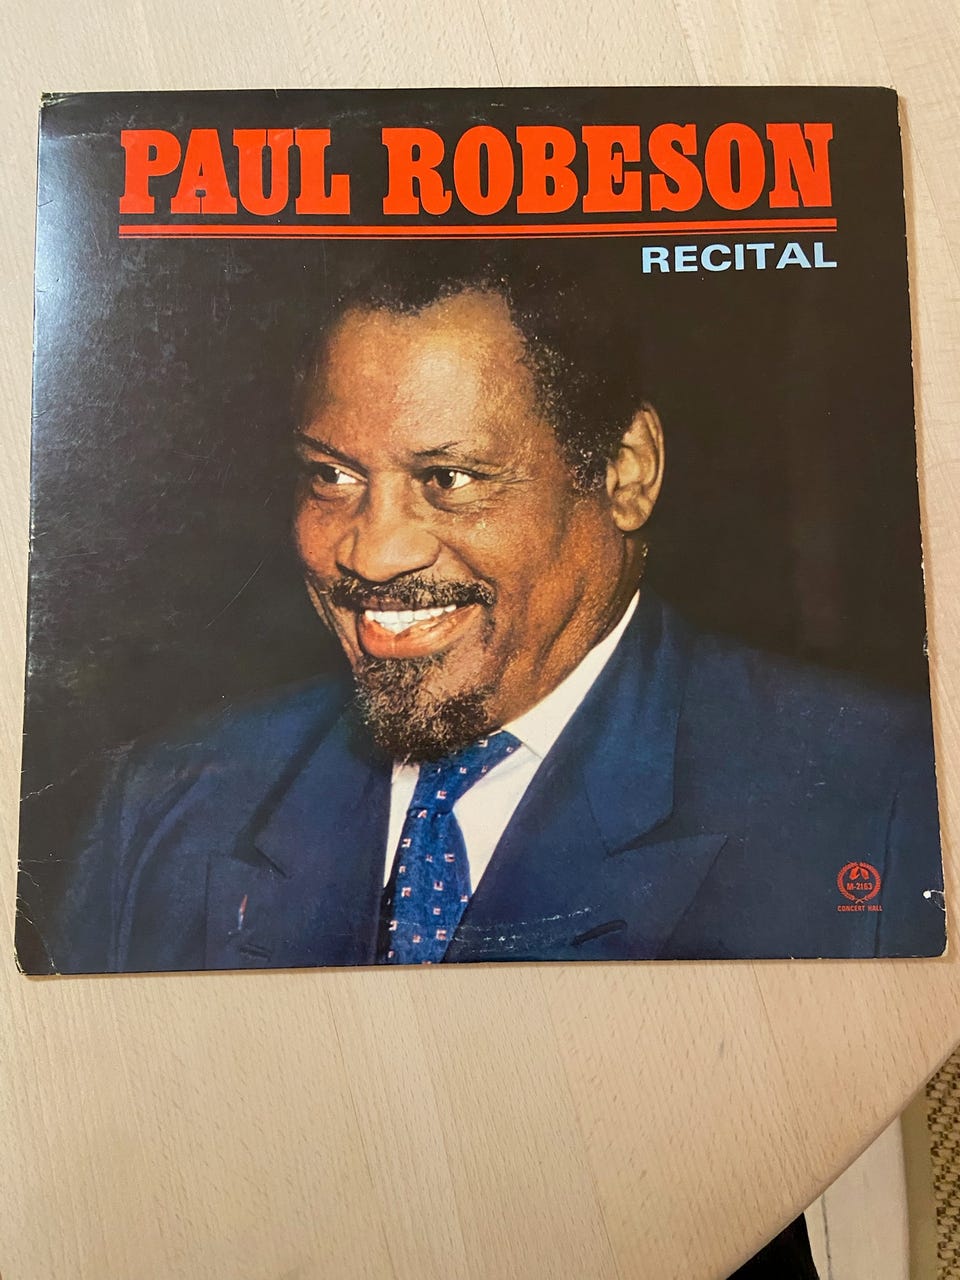 PAUL ROBESON
RECITAL
M-2163
CONCERT HALL